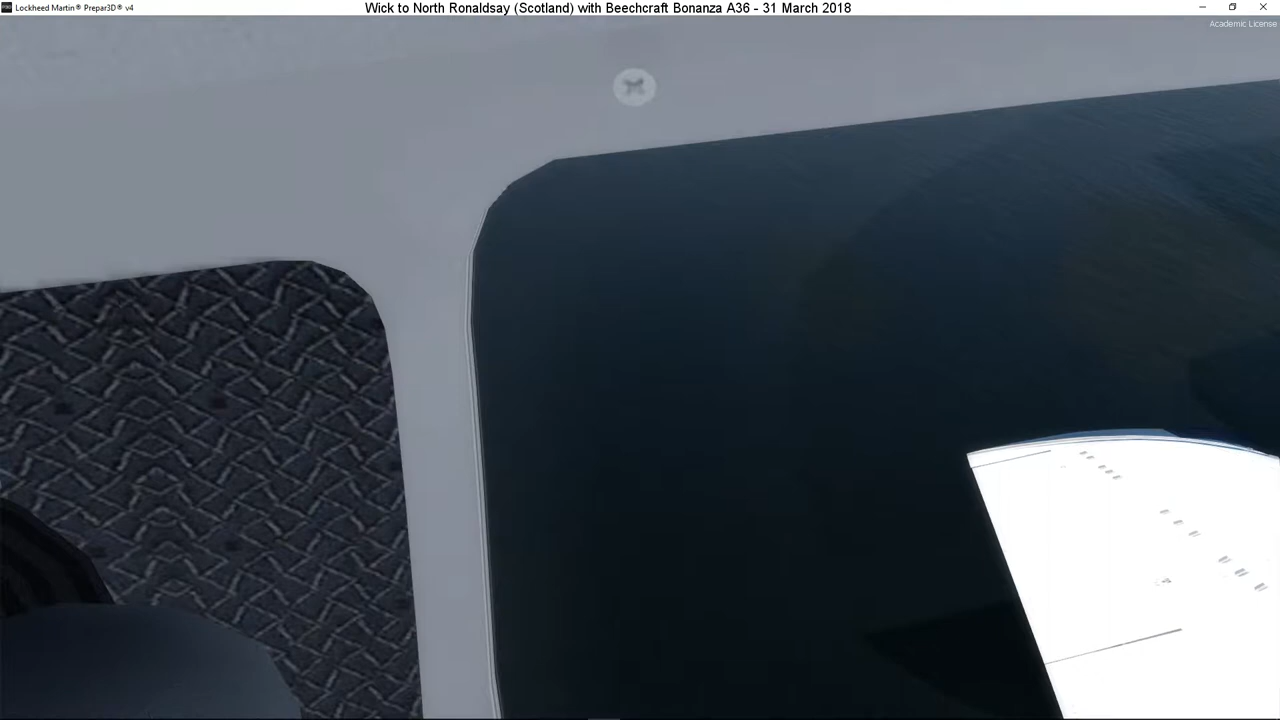 Lockheed Martin® Prepar3D® v4
Wick to North Ronaldsay (Scotland) with Beechcraft Bonanza A36 - 31 March 2018
Academic License